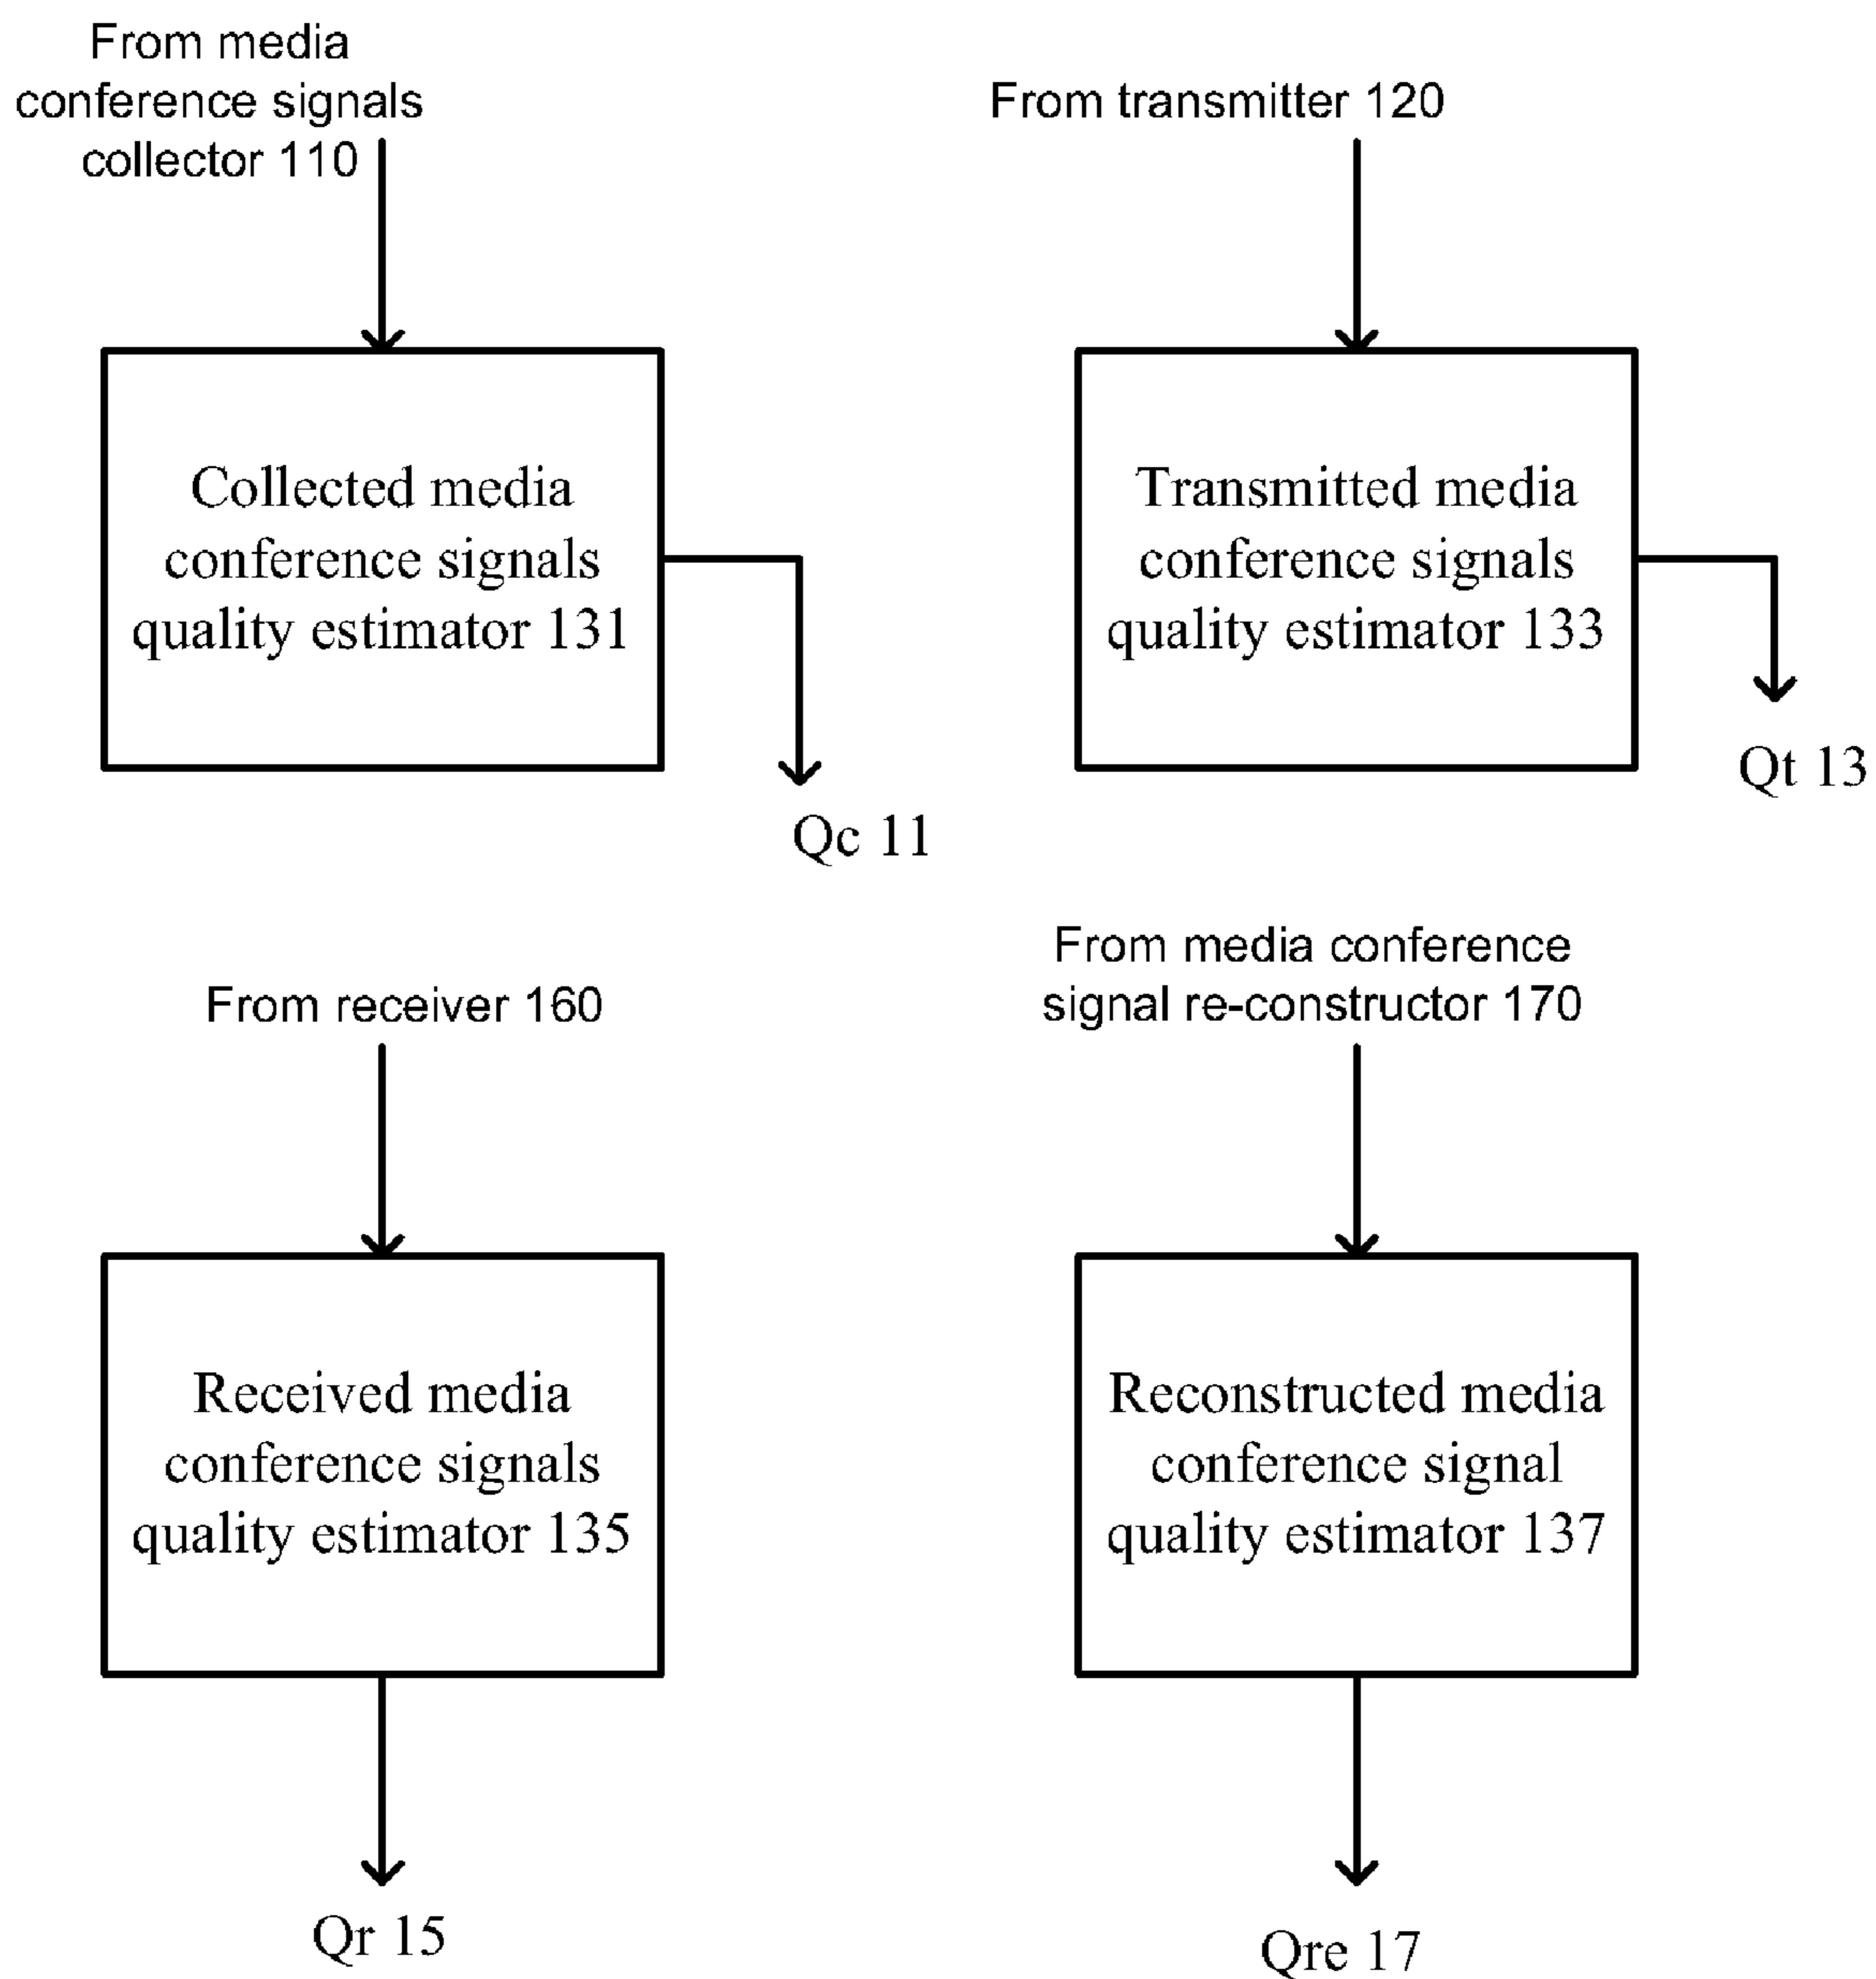 From media
conference signals
collector 110
From transmitter 120
Collected media
conference signals
quality estimator 131
Transmitted media
conference signals
quality estimator 133
Qc 11
Qt 13
From receiver 160
From media conference
signal re-constructor 170
Received media
conference signals
quality estimator 135
Reconstructed media
conference signal
quality estimator 137
Qr 15
Qre 17